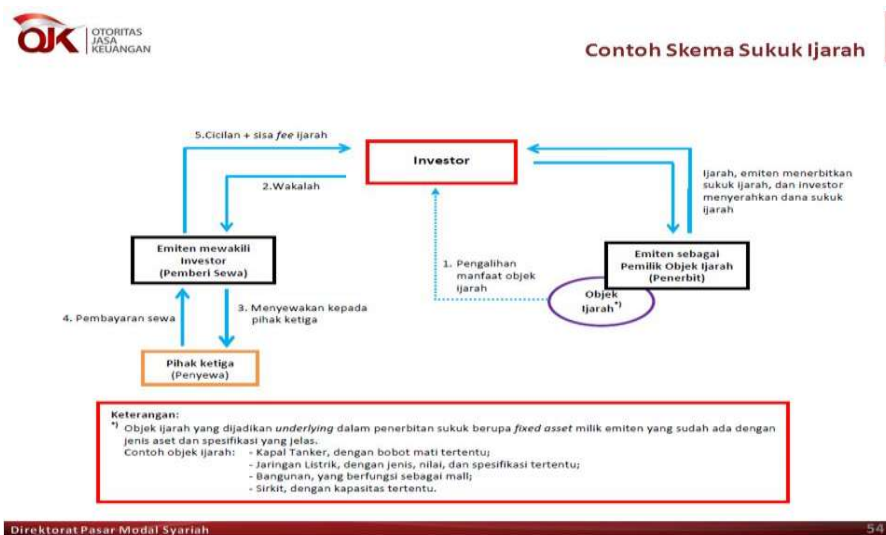 OJK
OTORITAS
JASA
KEUANGAN
Contoh Skema Sukuk Ijarah
5.Cicilan + sisa fee ijarah
Investor
2.Wakalah
Ijarah, emiten menerbitkan
sukuk ijarah, dan investor
menyerahkan dana sukuk
ijarah
Emiten mewakili
Investor
(Pemberi Sewa)
1. Pengalihan
manfaat objek
ijarah
Emiten sebagai
Pemilik Objek Ijarah
(Penerbit)
Objek
Ijarah*)
4. Pembayaran sewa
3. Menyewakan kepada
pihak ketiga
Pihak ketiga
(Penyewa)
Keterangan:
*) Objek ijarah yang dijadikan underlying dalam penerbitan sukuk berupa fixed asset milik emiten yang sudah ada dengan
jenis aset dan spesifikasi yang jelas.
Contoh objek ijarah: - Kapal Tanker, dengan bobot mati tertentu;
- Jaringan Listrik, dengan jenis, nilai, dan spesifikasi tertentu;
- Bangunan, yang berfungsi sebagai mall;
- Sirkit, dengan kapasitas tertentu.
Direktorat Pasar Modal Syariah
54